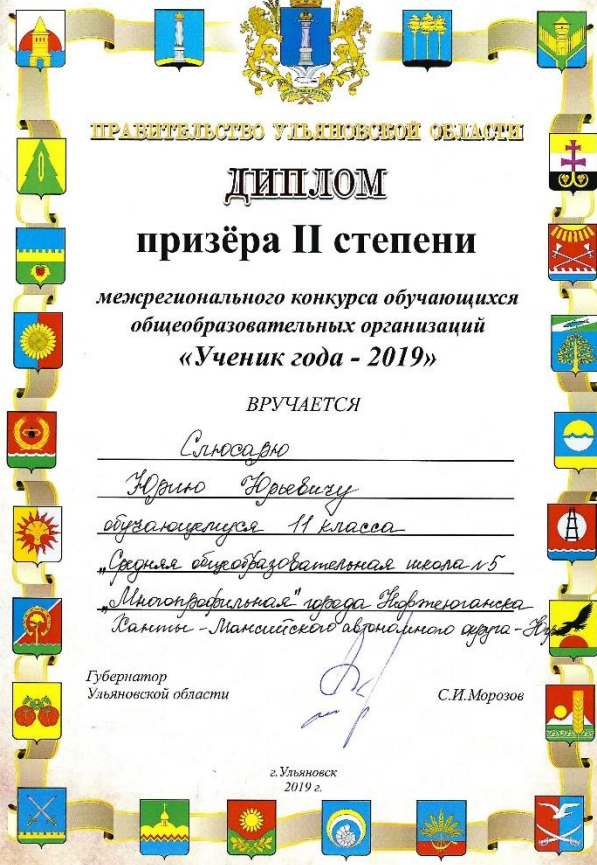 ПРАВИТЕЛЬСТВО УЛЬЯНОВСКОЙ ОБЛАСТИ
ДИПЛОМ
призёра II степени
межрегионального конкурса обучающихся
общеобразовательных организаций
«Ученик года - 2019»
ВРУЧАЕТСЯ
Слюсарю
Юрию Юрьевичу
обучающемуся 11 класса
„Средняя общеобразовательная школа №5
„Многопрофильная" города Нефтеюганска
Ханты-Мансийского автономного округа - Югры
Губернатор
Ульяновской области
С.И.Морозов
г.Ульяновск
2019 г.